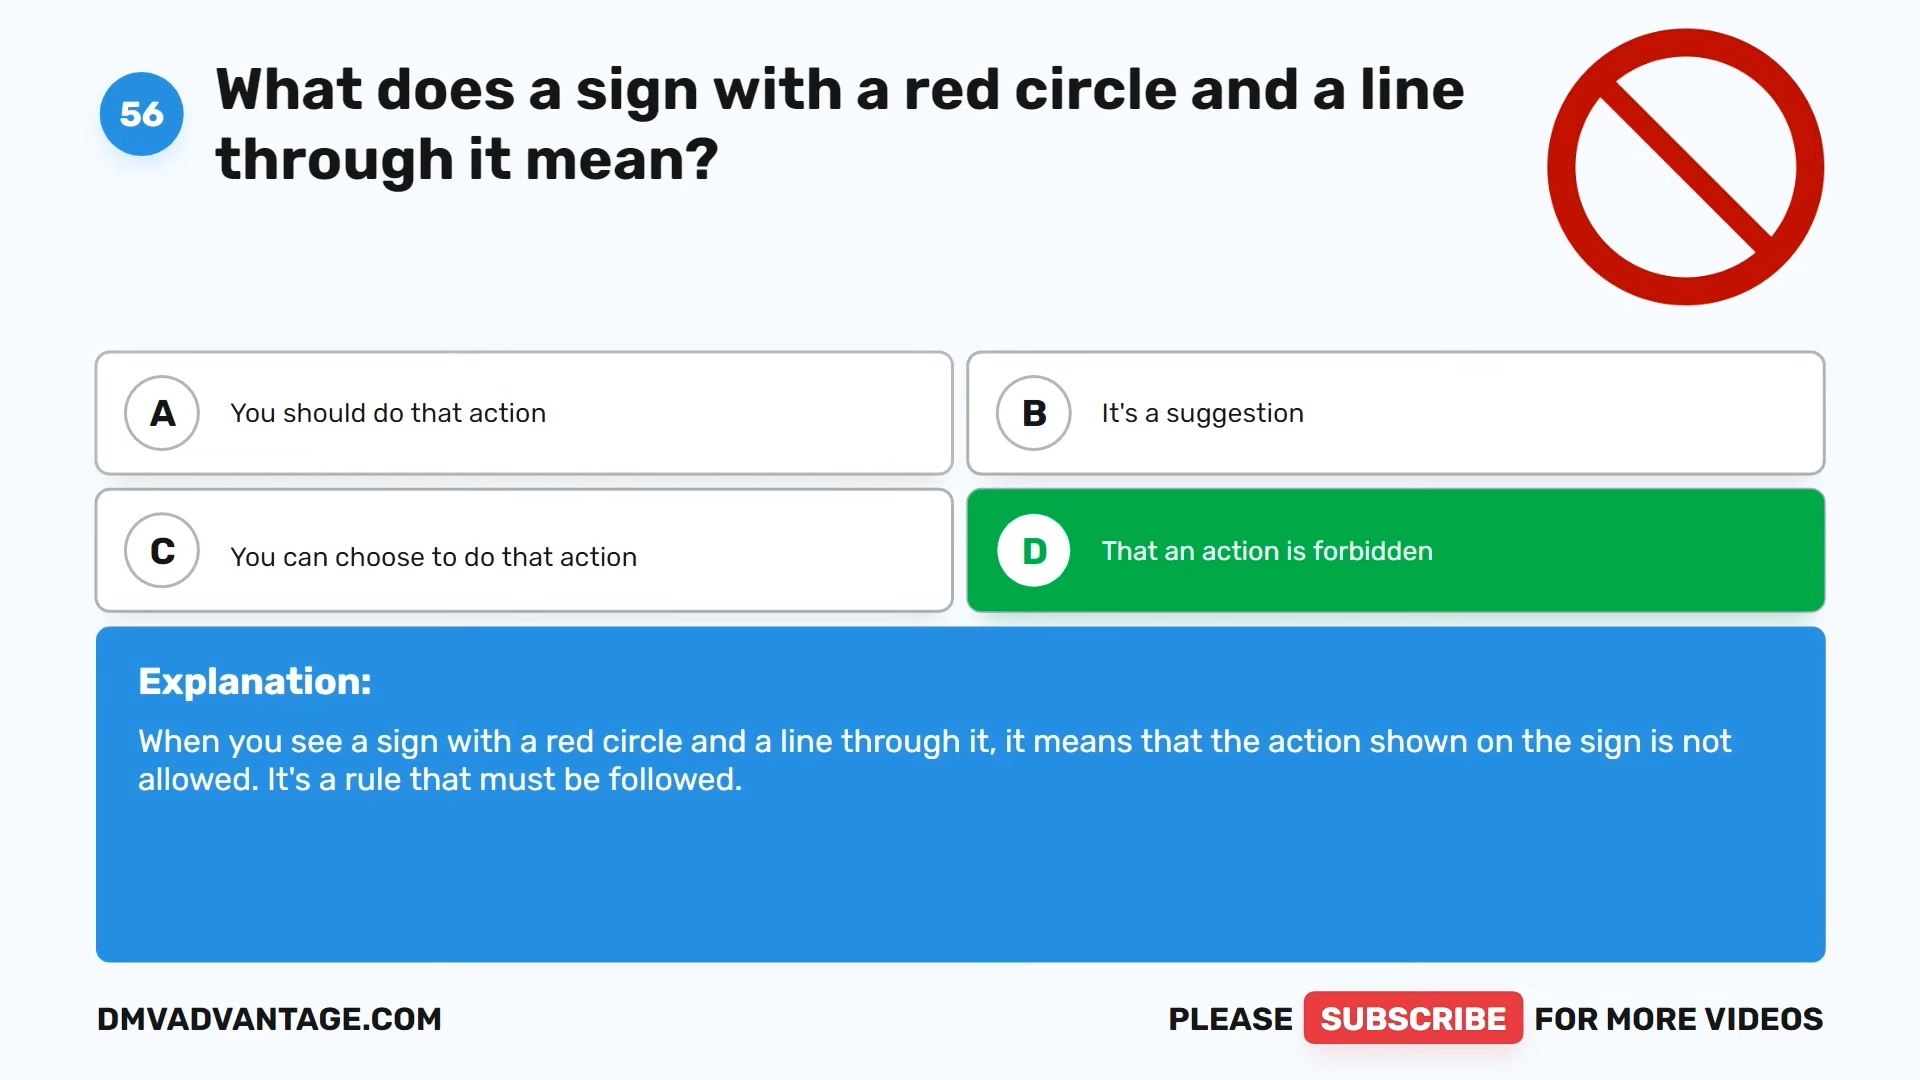 56
What does a sign with a red circle and a line
through it mean?
A
You should do that action
B
It's a suggestion
C
You can choose to do that action
D
That an action is forbidden
Explanation:
When you see a sign with a red circle and a line through it, it means that the action shown on the sign is not
allowed. It's a rule that must be followed.
DMVADVANTAGE.COM
PLEASE SUBSCRIBE FOR MORE VIDEOS